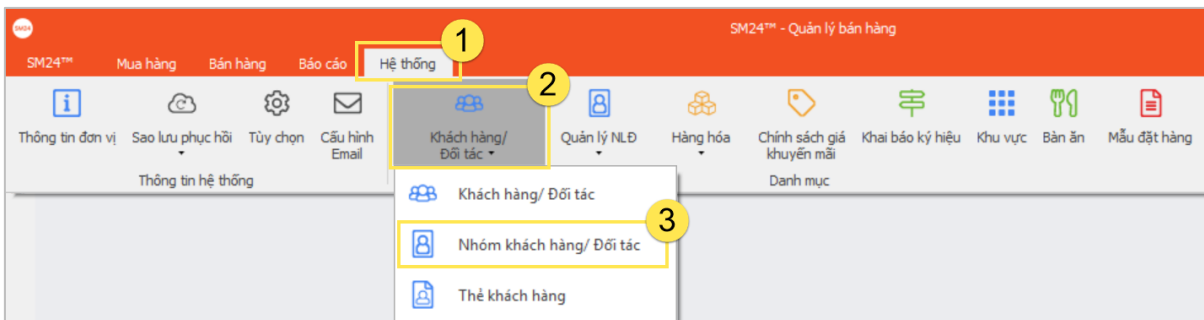 SM24
SM24™ - Quản lý bán hàng
1
SM24™ Mua hàng Bán hàng Báo cáo Hệ thống
2
Thông tin đơn vị Sao lưu phục hồi Tùy chọn Cấu hình Email Khách hàng/ Đối tác Quản lý NLĐ Hàng hóa Chính sách giá khuyến mãi Khai báo ký hiệu Khu vực Bàn ăn Mẫu đặt hàng
Thông tin hệ thống Danh mục
Khách hàng/ Đối tác
3
Nhóm khách hàng/ Đối tác
Thẻ khách hàng